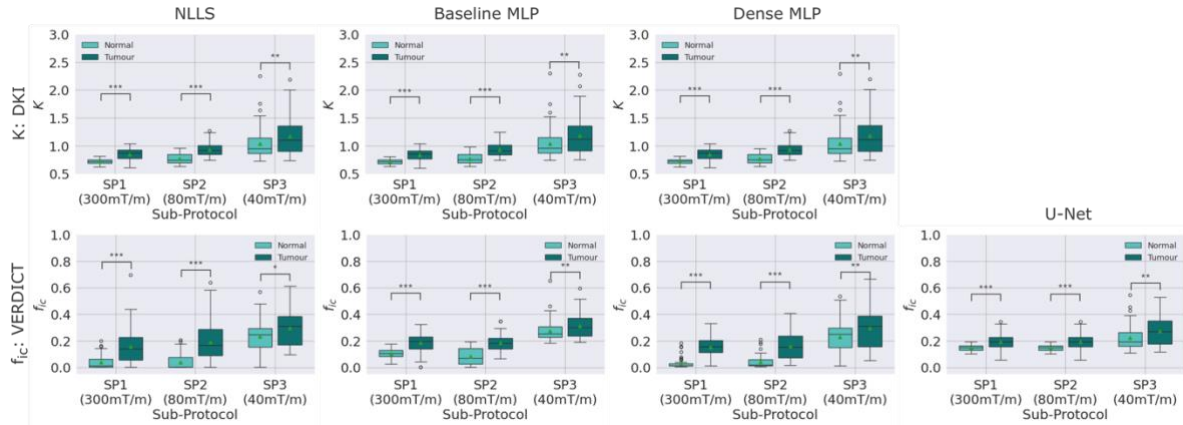 NLLS
Baseline MLP
Dense MLP
K: DKI
K
3.0
2.5
2.0
1.5
1.0
0.5
Normal
Tumour
***
***
**
SP1
(300mT/m)
SP2
(80mT/m)
SP3
(40mT/m)
Sub-Protocol
K
3.0
2.5
2.0
1.5
1.0
0.5
Normal
Tumour
***
***
**
SP1
(300mT/m)
SP2
(80mT/m)
SP3
(40mT/m)
Sub-Protocol
K
3.0
2.5
2.0
1.5
1.0
0.5
Normal
Tumour
***
***
**
SP1
(300mT/m)
SP2
(80mT/m)
SP3
(40mT/m)
Sub-Protocol
U-Net
fic: VERDICT
fic
1.0
0.8
0.6
0.4
0.2
0.0
Normal
Tumour
***
***
*
SP1
(300mT/m)
SP2
(80mT/m)
SP3
(40mT/m)
Sub-Protocol
fic
1.0
0.8
0.6
0.4
0.2
0.0
Normal
Tumour
***
***
**
SP1
(300mT/m)
SP2
(80mT/m)
SP3
(40mT/m)
Sub-Protocol
fic
1.0
0.8
0.6
0.4
0.2
0.0
Normal
Tumour
***
***
**
SP1
(300mT/m)
SP2
(80mT/m)
SP3
(40mT/m)
Sub-Protocol
fic
1.0
0.8
0.6
0.4
0.2
0.0
Normal
Tumour
***
***
**
SP1
(300mT/m)
SP2
(80mT/m)
SP3
(40mT/m)
Sub-Protocol